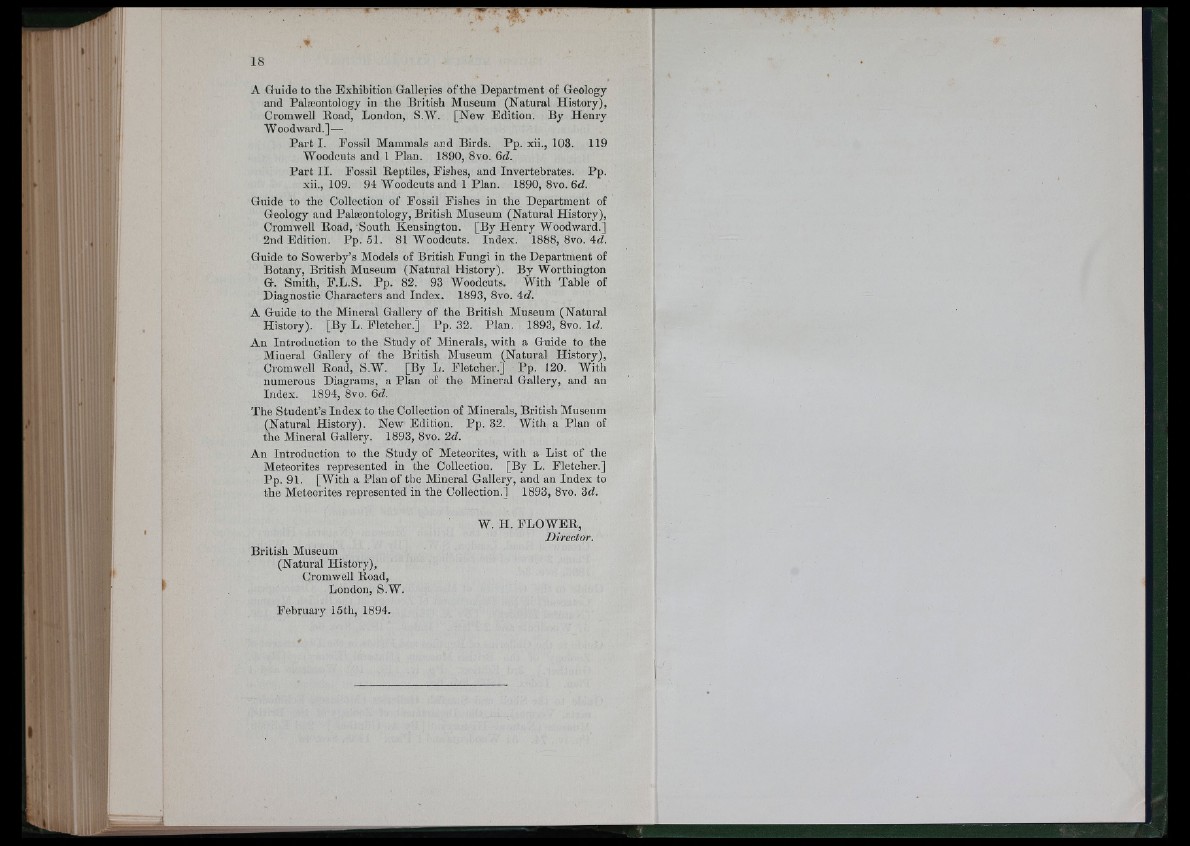 18
A Guide to the Exhibition Galleries of the Department of Geology
and Palæontology in the British Museum (Natural History),
Cromwell Road, London, S.W. [New Edition. By Henry
Woodward.]—
Part I. Fossil Mammals and Birds. Pp. xii., 103. 119
Woodcuts and 1 Plan. 1890, 8vo. 6d.
Part II. Fossil Reptiles, Fishes, and Invertebrates. Pp.
xii., 109. 94 Woodcuts and 1 Plan. 1890, 8vo. 6d.
Guide to the Collection of Fossil Fishes in the Department of
Geology and Palæontology, British Museum (Natural History),
Cromwell Road, South Kensington. [By Henry Woodward.]
2nd Edition. Pp. 51. 81 Woodcuts. Index. 1888, 8vo. 4d.
Guide to Sowerby's Models of British Fungi in the Department of
Botany, British Museum (Natural History). By Worthington
G. Smith, F.L.S. Pp. 82. 93 Woodcuts. With Table of
Diagnostic Characters and Index. 1893, 8vo. 4d.
A Guide to the Mineral Gallery of the British Museum (Natural
History). [By L. Fletcher.] Pp. 32. Plan. 1893, 8vo. 1d.
An Introduction to the Study of Minerals, with a Guide to the
Mineral Gallery of the British Museum (Natural History),
Cromwell Road, S.W. [By L. Fletcher.] Pp. 120. With
numerous Diagrams, a Plan of the Mineral Gallery, and an
Index. 1894, 8vo. 6d.
The Student's Index to the Collection of Minerals, British Museum
(Natural History). New Edition. Pp. 32. With a Plan of
the Mineral Gallery. 1893, 8vo. 2d.
An Introduction to the Study of Meteorites, with a List of the
Meteorites represented in the Collection. [By L. Fletcher.]
Pp. 91. [With a Plan of the Mineral Gallery, and an Index to
the Meteorites represented in the Collection.] 1893, 8vo. 3d.
W. H. FLOWER,
Director.
British Museum
(Natural History),
Cromwell Road,
London, S.W.
February 15th, 1894.